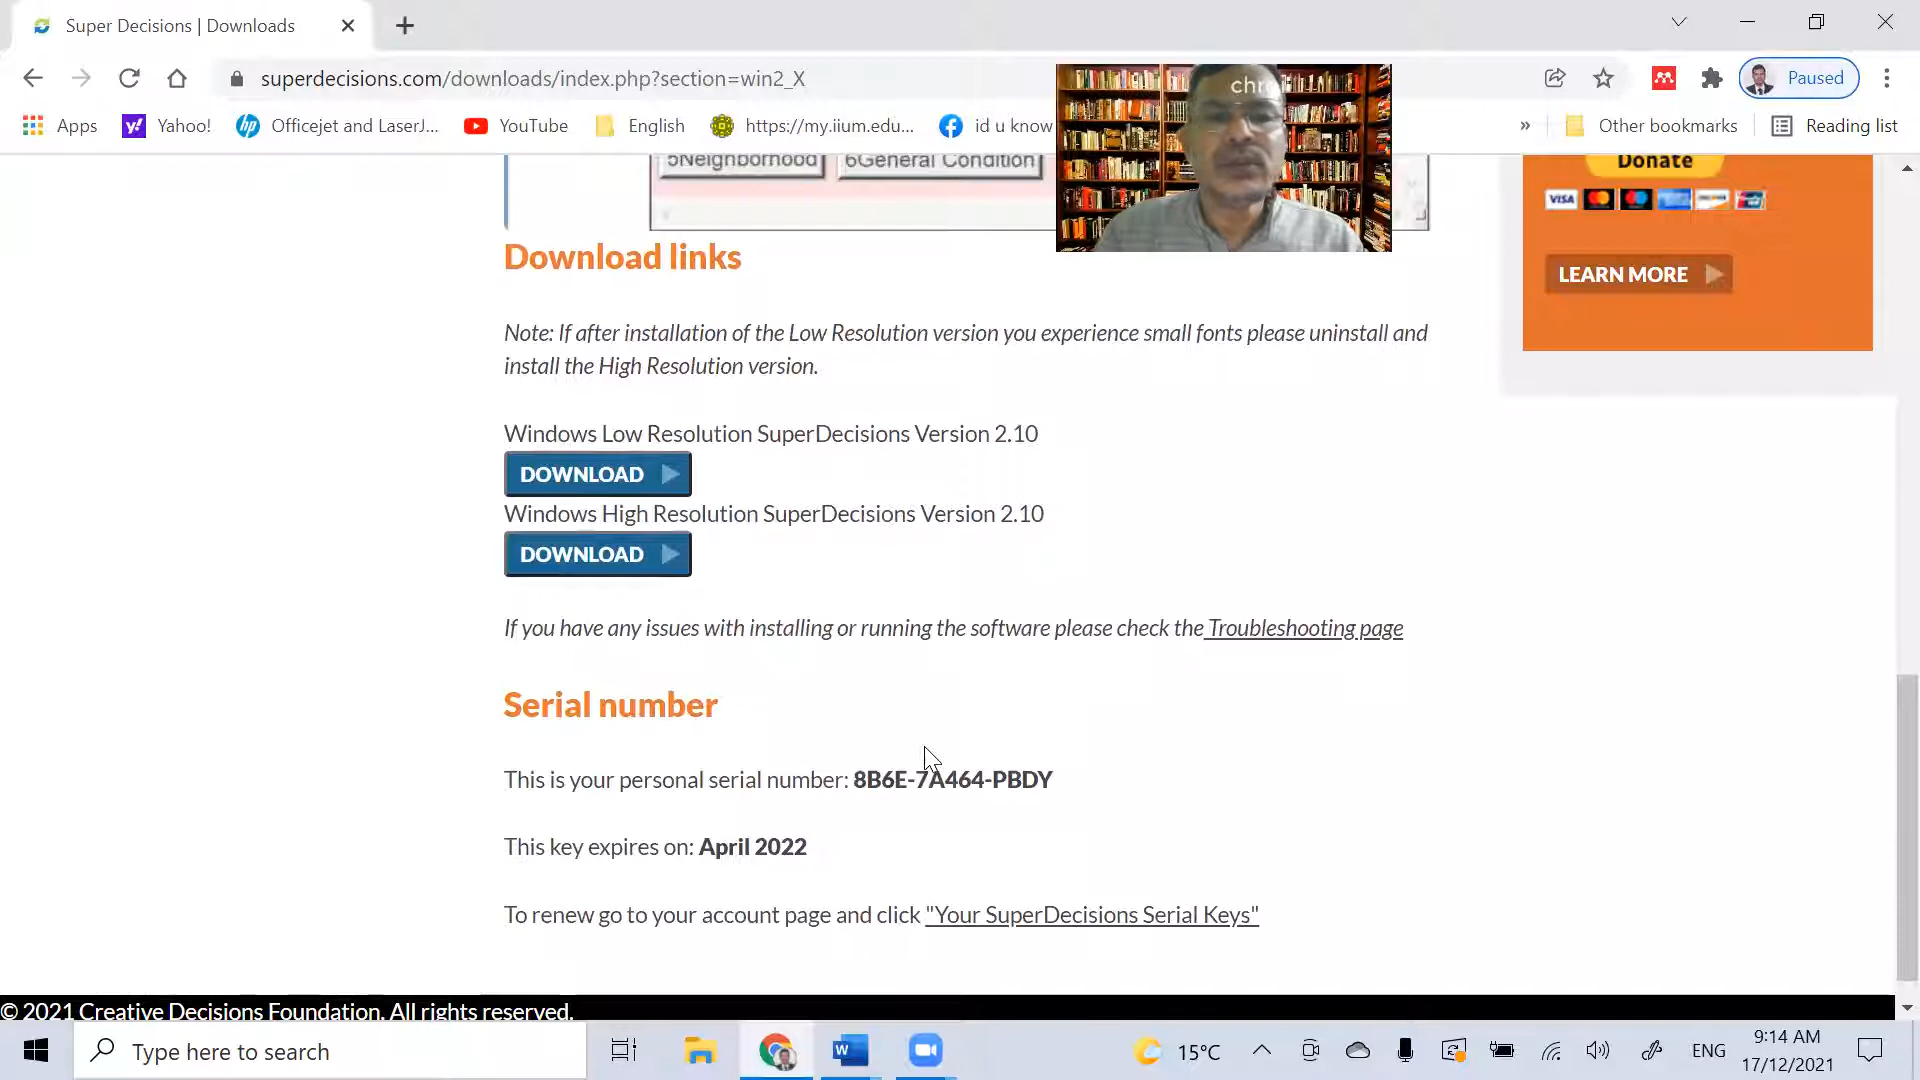 Super Decisions | Downloads
superdecisions.com/downloads/index.php?section=win2_X
Paused
Apps
Yahoo!
Officejet and LaserJ...
YouTube
English
https://my.iium.edu...
id u know
»
Other bookmarks
Reading list
5Neighborhood
6General Condition
Donate
VISA
LEARN MORE
Download links
Note: If after installation of the Low Resolution version you experience small fonts please uninstall and
install the High Resolution version.
Windows Low Resolution SuperDecisions Version 2.10
DOWNLOAD
Windows High Resolution SuperDecisions Version 2.10
DOWNLOAD
If you have any issues with installing or running the software please check the Troubleshooting page
Serial number
This is your personal serial number: 8B6E-7A464-PBDY
This key expires on: April 2022
To renew go to your account page and click "Your SuperDecisions Serial Keys"
© 2021 Creative Decisions Foundation. All rights reserved.
Type here to search
15°C
ENG
9:14 AM
17/12/2021